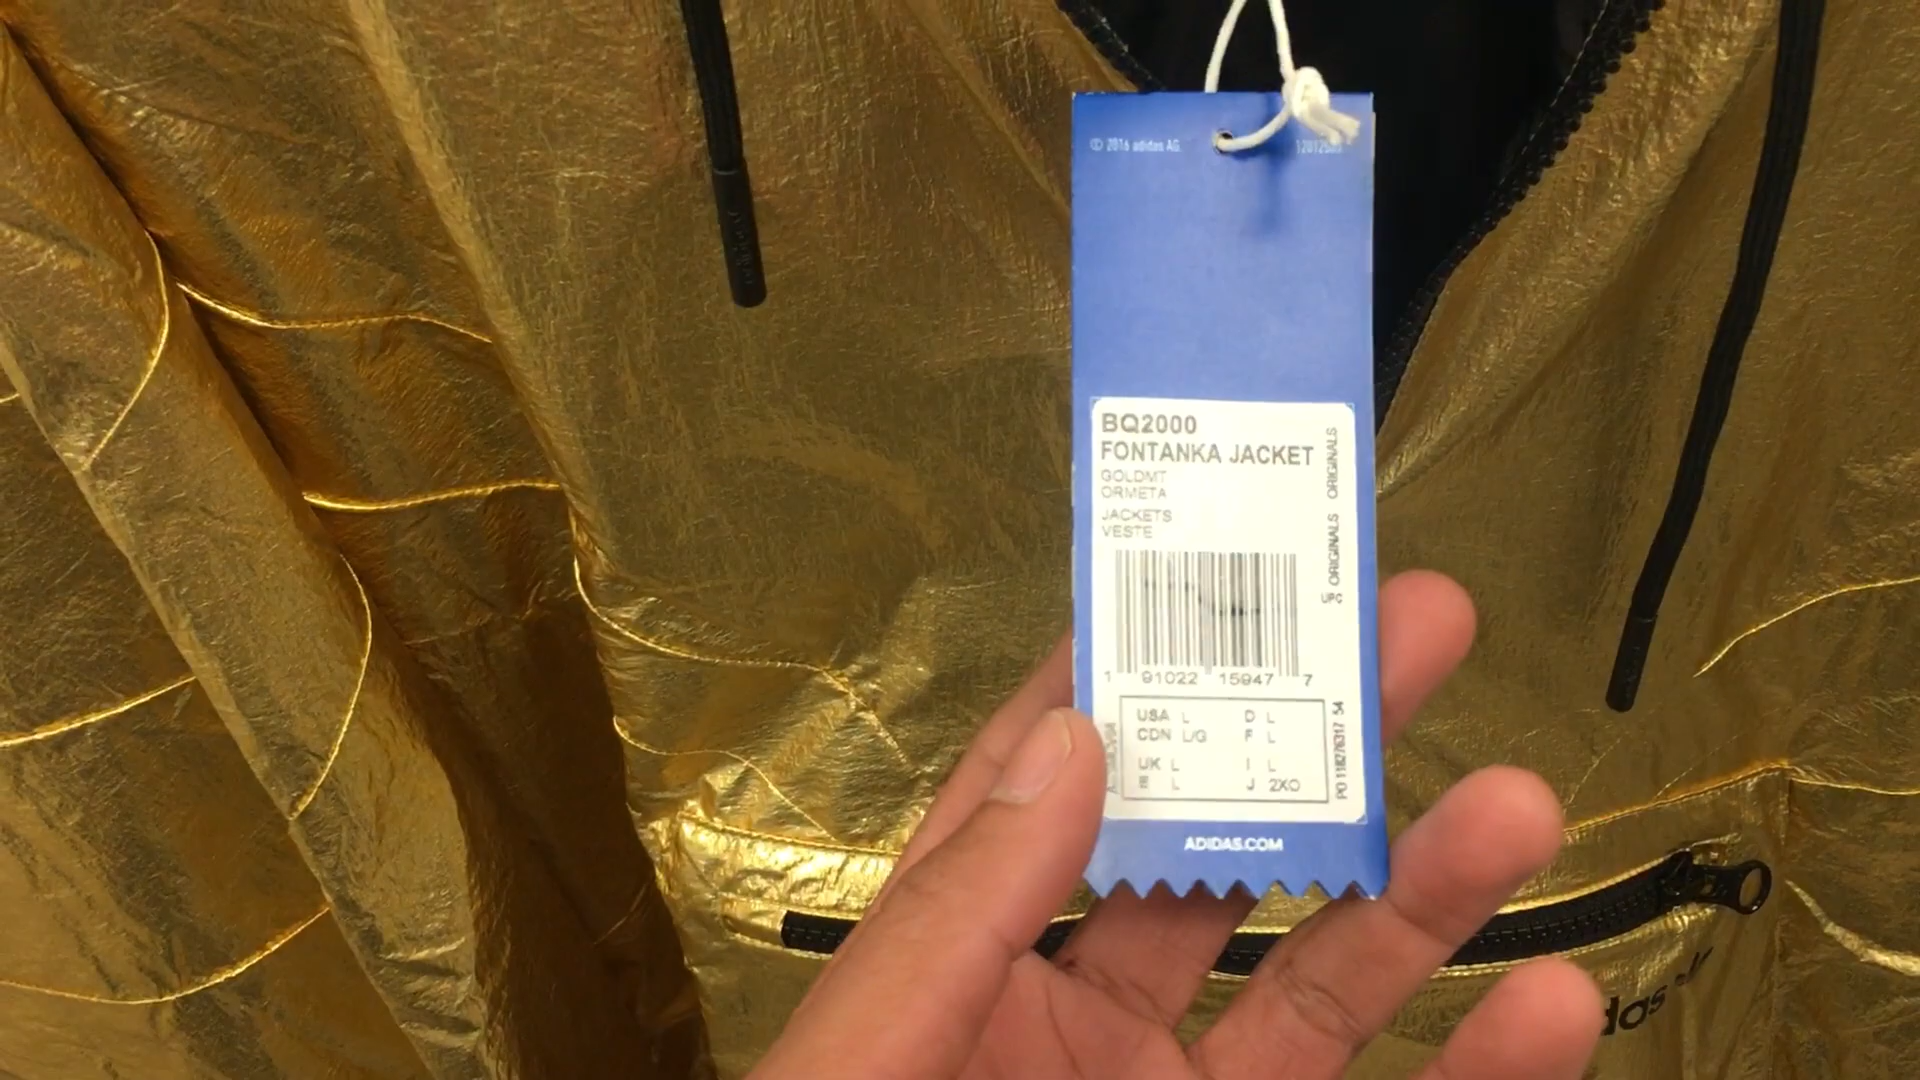 © 2016 adidas AG.
BQ2000
FONTANKA JACKET
GOLDMT
ORMETA
JACKETS
VESTE
ORIGINALS ORIGINALS
UPC
1 91022 15947 7
USA L D L
CDN L/G F L
UK L I L
E L J 2XO
ADIDAS.COM
das